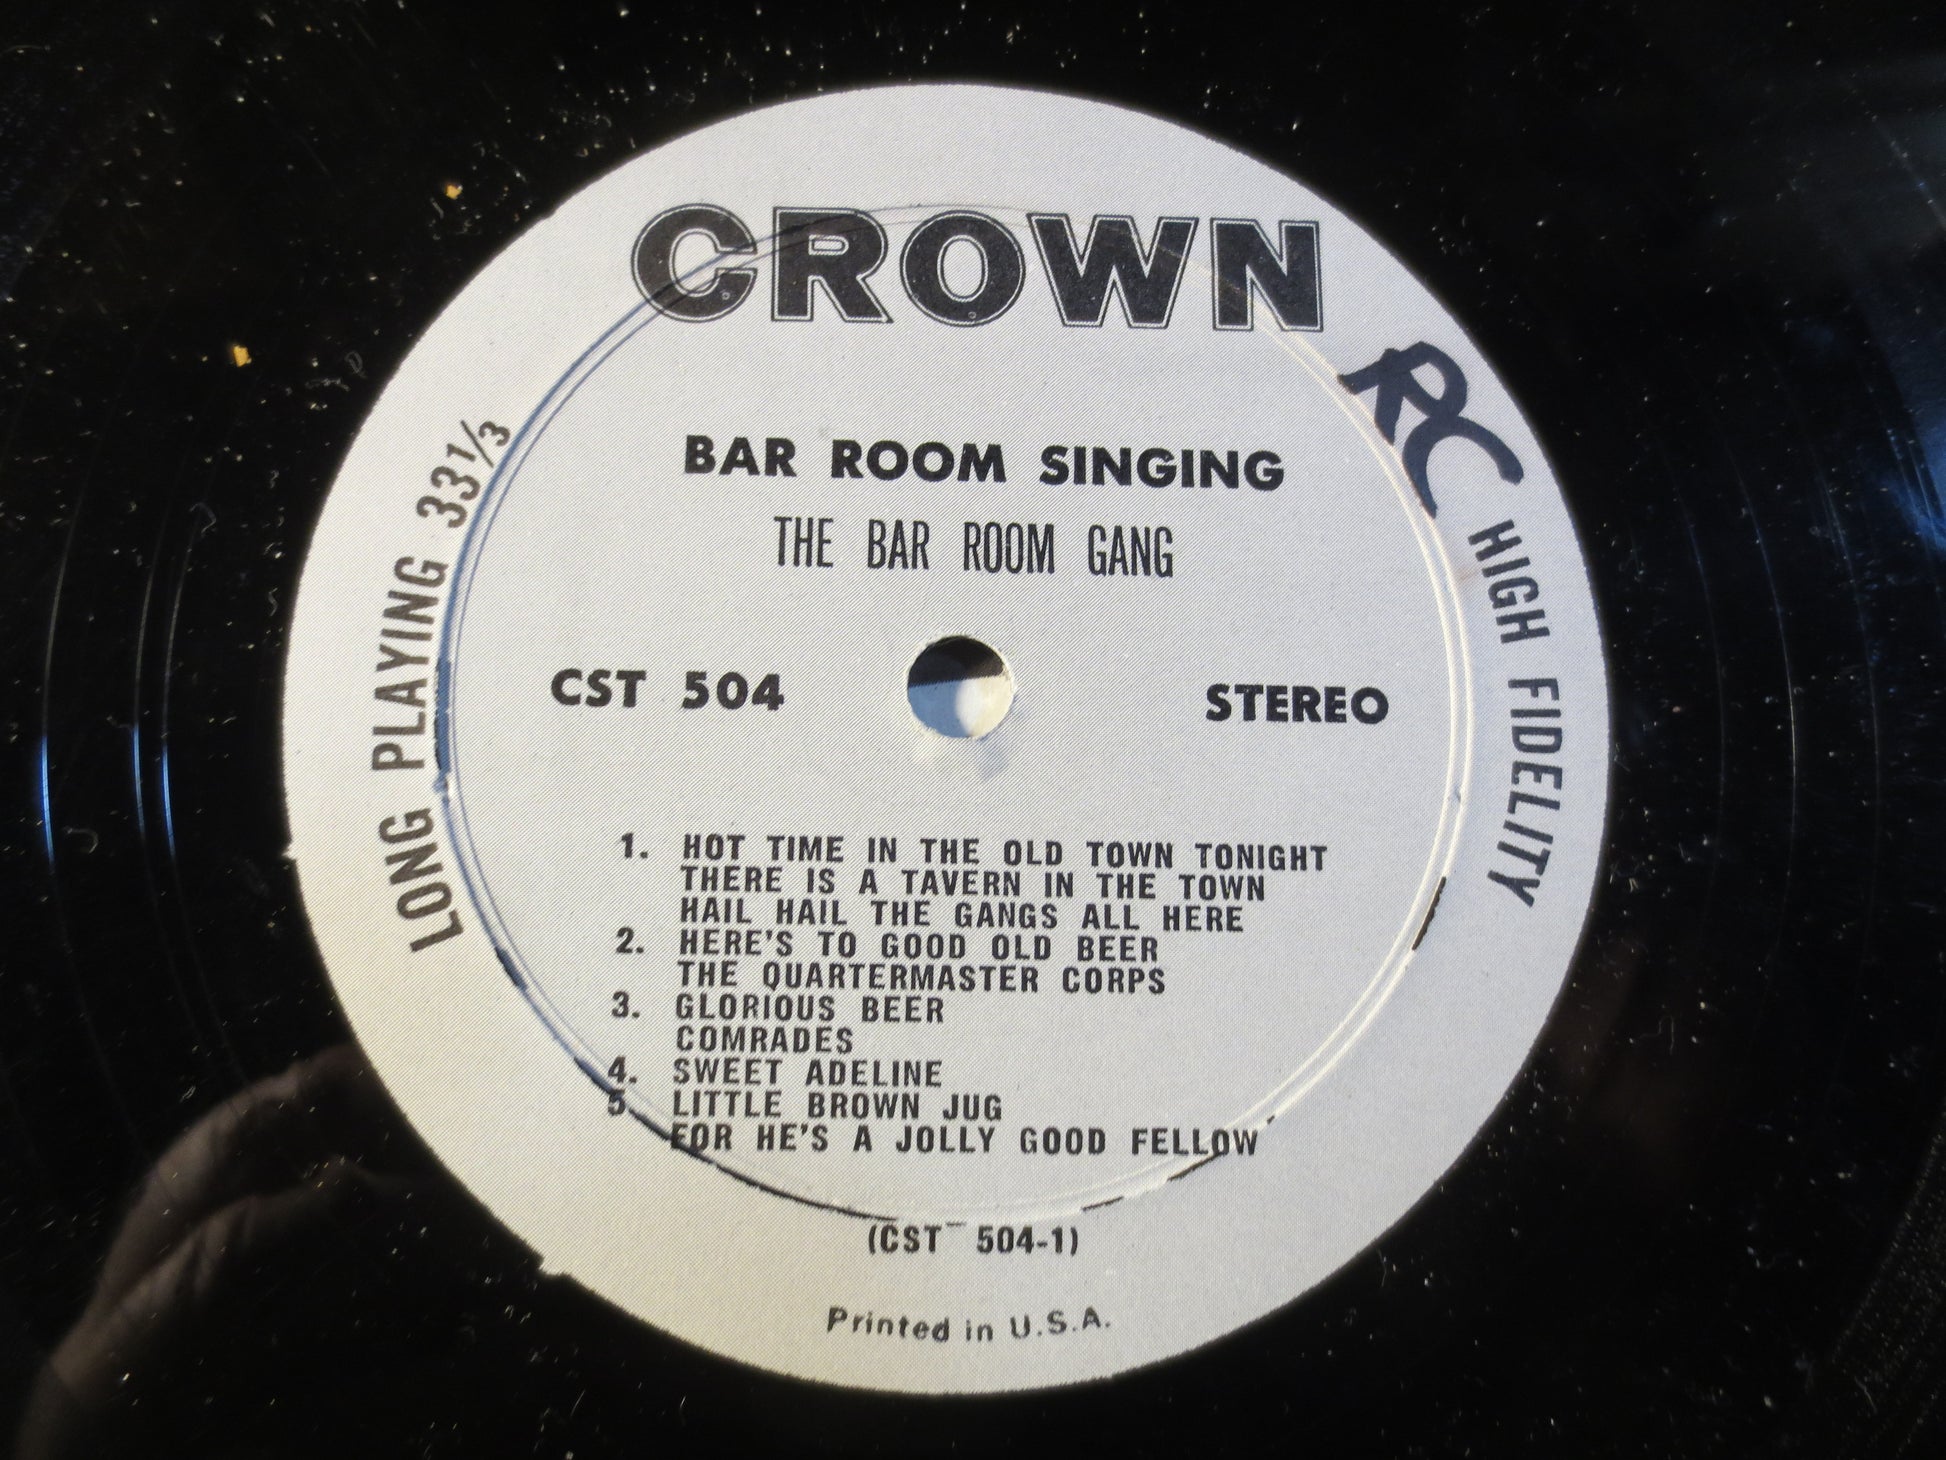 CROWN
RC
LONG PLAYING 33 1/3
HIGH FIDELITY
BAR ROOM SINGING
THE BAR ROOM GANG
CST 504 STEREO
1. HOT TIME IN THE OLD TOWN TONIGHT
THERE IS A TAVERN IN THE TOWN
HAIL HAIL THE GANGS ALL HERE
2. HERE'S TO GOOD OLD BEER
THE QUARTERMASTER CORPS
3. GLORIOUS BEER
COMRADES
4. SWEET ADELINE
5. LITTLE BROWN JUG
FOR HE'S A JOLLY GOOD FELLOW
(CST 504-1)
Printed in U.S.A.